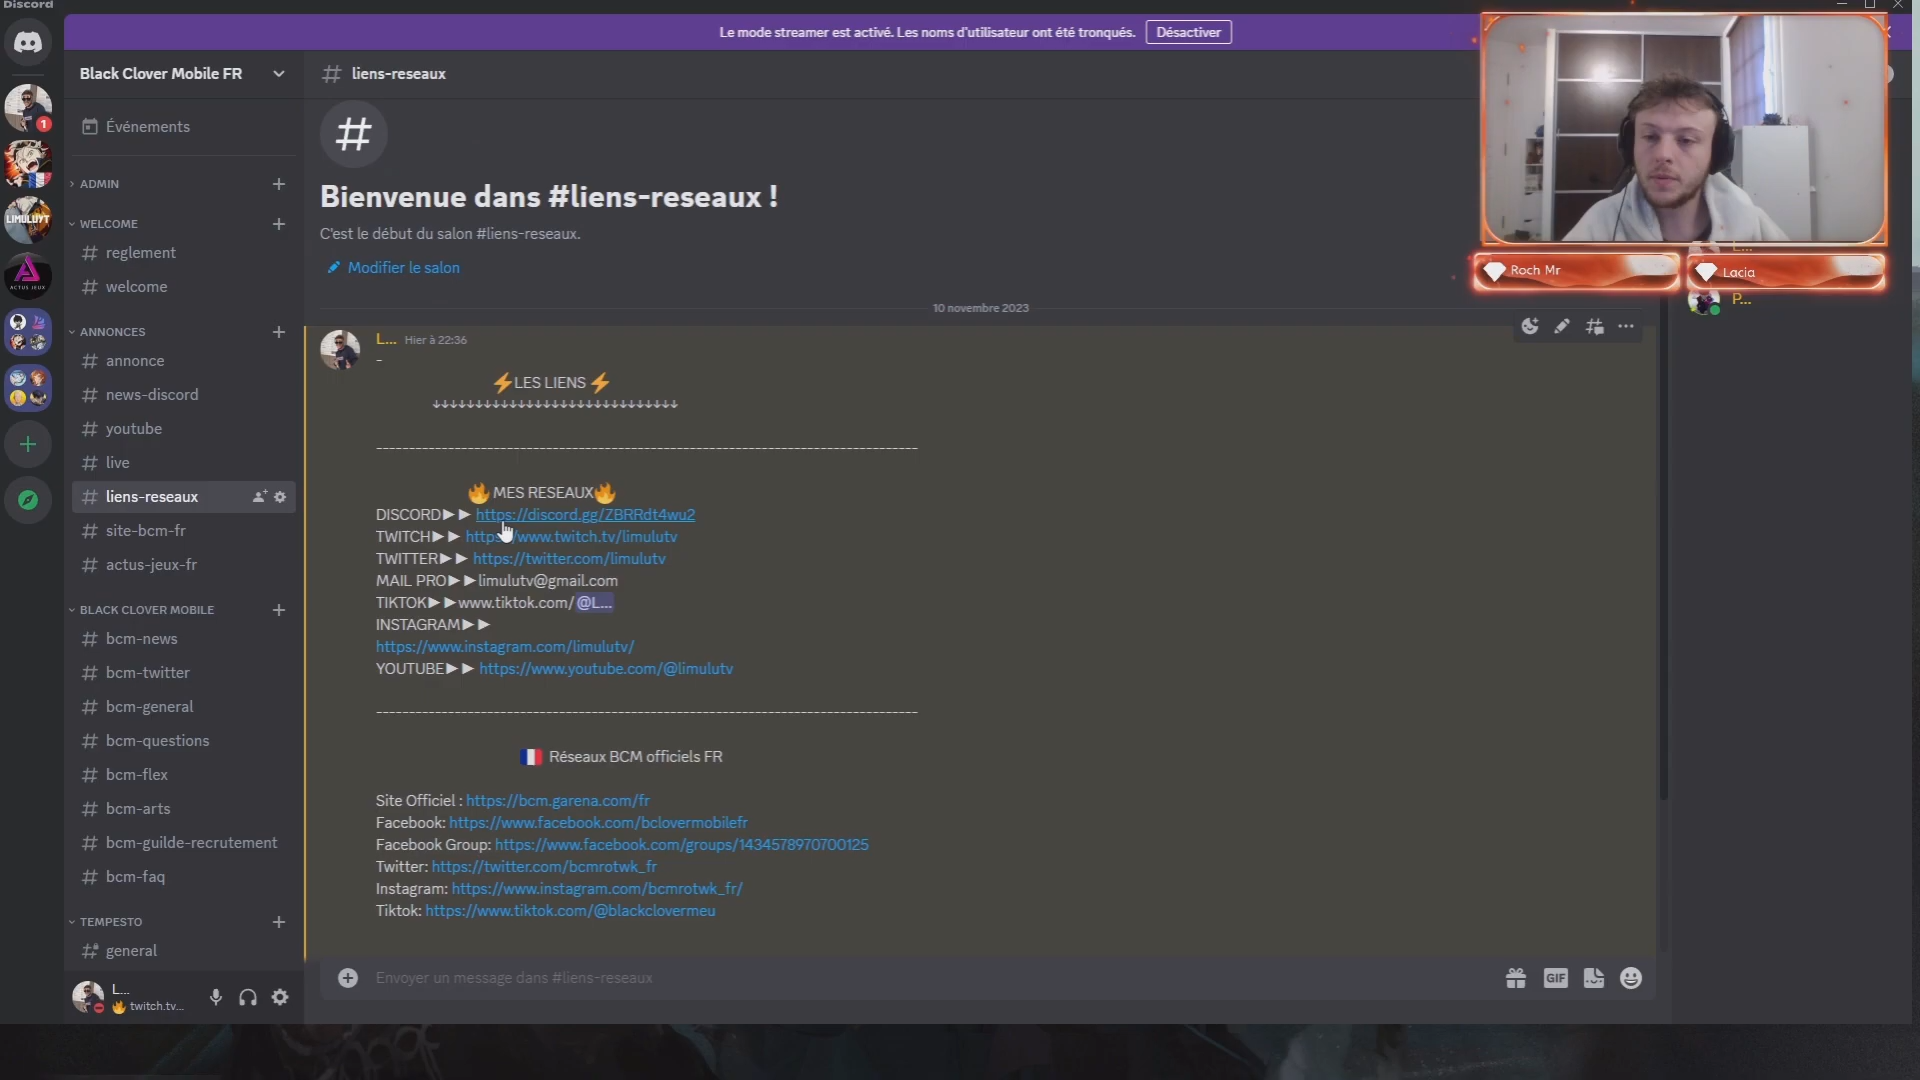 Discord
Le mode streamer est activé. Les noms d'utilisateur ont été tronqués.
Désactiver
Black Clover Mobile FR
liens-reseaux
Événements
ADMIN
WELCOME
reglement
welcome
ANNONCES
annonce
news-discord
youtube
live
liens-reseaux
site-bcm-fr
actus-jeux-fr
BLACK CLOVER MOBILE
bcm-news
bcm-twitter
bcm-general
bcm-questions
bcm-flex
bcm-arts
bcm-guilde-recrutement
bcm-faq
TEMPESTO
general
L...
🔥 twitch.tv...
1
LIMULUYT
ACTUS JEUX
#
Bienvenue dans #liens-reseaux !
C'est le début du salon #liens-reseaux.
Modifier le salon
10 novembre 2023
L... Hier à 22:36
-
⚡LES LIENS ⚡
↓↓↓↓↓↓↓↓↓↓↓↓↓↓↓↓↓↓↓↓↓↓↓↓↓↓↓↓
-----------------------------------------------------------------------------------
🔥 MES RESEAUX🔥
DISCORD►► https://discord.gg/ZBRRdt4wu2
TWITCH►► https://www.twitch.tv/limulutv
TWITTER►► https://twitter.com/limulutv
MAIL PRO►►limulutv@gmail.com
TIKTOK►►www.tiktok.com/@L...
INSTAGRAM►►
https://www.instagram.com/limulutv/
YOUTUBE►► https://www.youtube.com/@limulutv
-----------------------------------------------------------------------------------
🇫🇷 Réseaux BCM officiels FR
Site Officiel : https://bcm.garena.com/fr
Facebook: https://www.facebook.com/bclovermobilefr
Facebook Group: https://www.facebook.com/groups/1434578970700125
Twitter: https://twitter.com/bcmrotwk_fr
Instagram: https://www.instagram.com/bcmrotwk_fr/
Tiktok: https://www.tiktok.com/@blackclovermeu
Envoyer un message dans #liens-reseaux
GIF
Roch Mr
Lacia
L...
P...